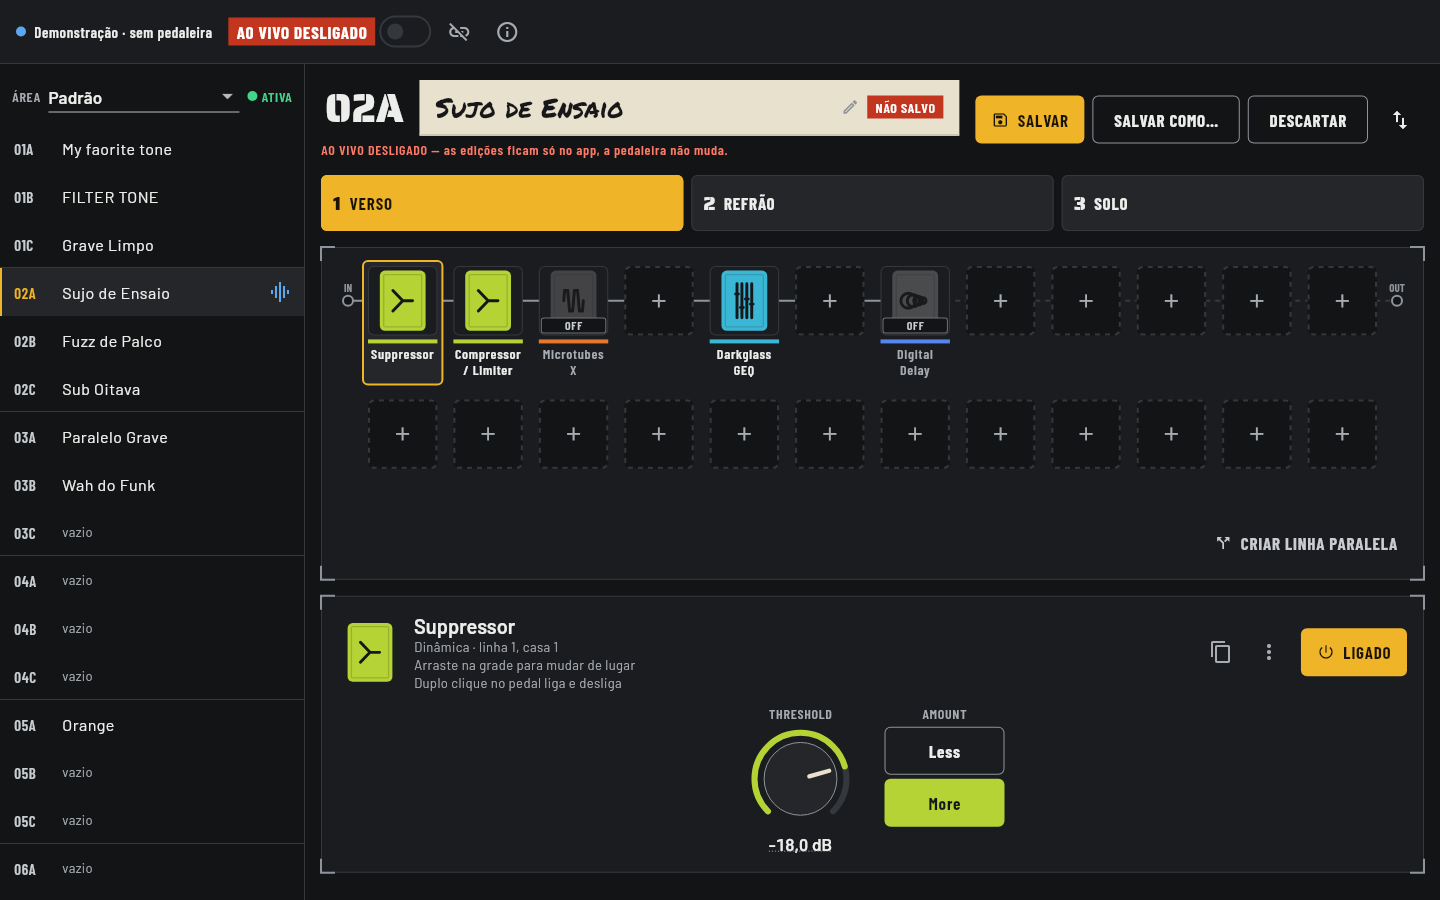 Demonstração · sem pedaleira
AO VIVO DESLIGADO
ÁREA Padrão ATIVA
01A My faorite tone
01B FILTER TONE
01C Grave Limpo
02A Sujo de Ensaio
02B Fuzz de Palco
02C Sub Oitava
03A Paralelo Grave
03B Wah do Funk
03C vazio
04A vazio
04B vazio
04C vazio
05A Orange
05B vazio
05C vazio
06A vazio
02A Sujo de Ensaio NÃO SALVO
SALVAR
SALVAR COMO...
DESCARTAR
AO VIVO DESLIGADO — as edições ficam só no app, a pedaleira não muda.
1 VERSO
2 REFRÃO
3 SOLO
IN
OFF
OFF
OUT
Suppressor
Compressor
/ Limiter
Microtubes
X
Darkglass
GEQ
Digital
Delay
CRIAR LINHA PARALELA
Suppressor
Dinâmica · linha 1, casa 1
Arraste na grade para mudar de lugar
Duplo clique no pedal liga e desliga
LIGADO
THRESHOLD
-18,0 dB
AMOUNT
Less
More